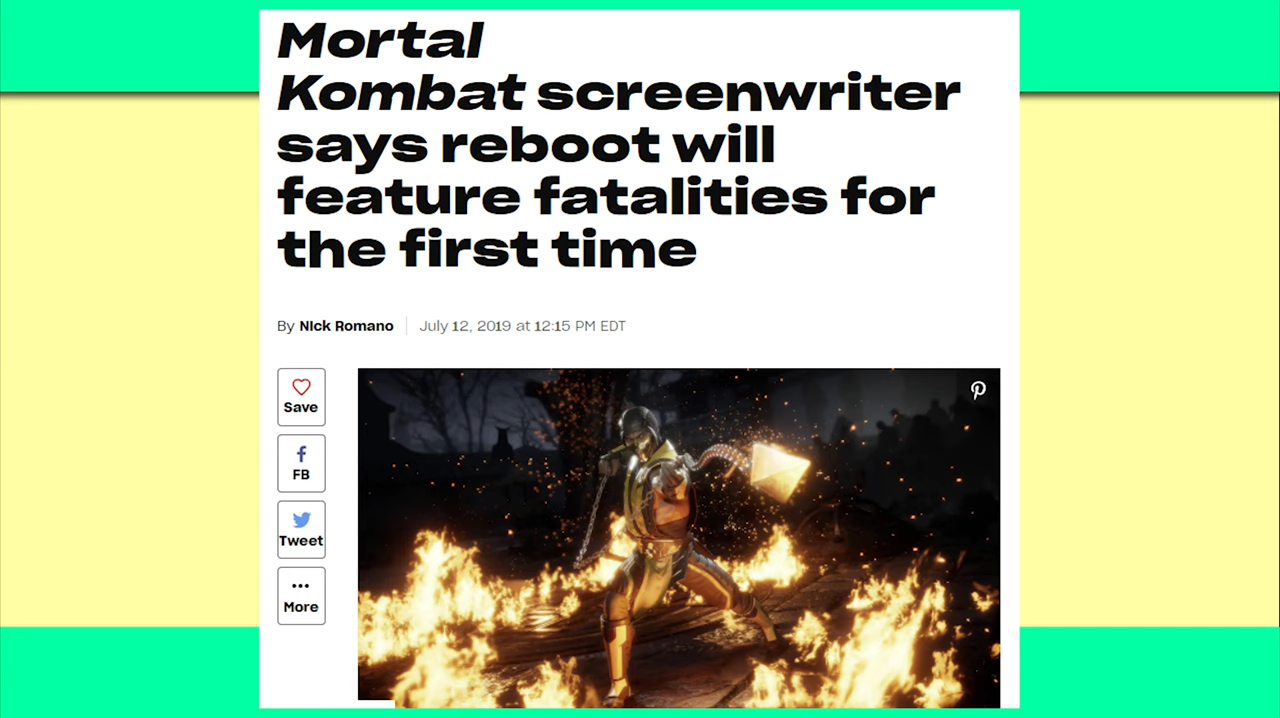 Mortal
Kombat screenwriter
says reboot will
feature fatalities for
the first time
By NIck Romano July 12, 2019 at 12:15 PM EDT
Save
FB
Tweet
More